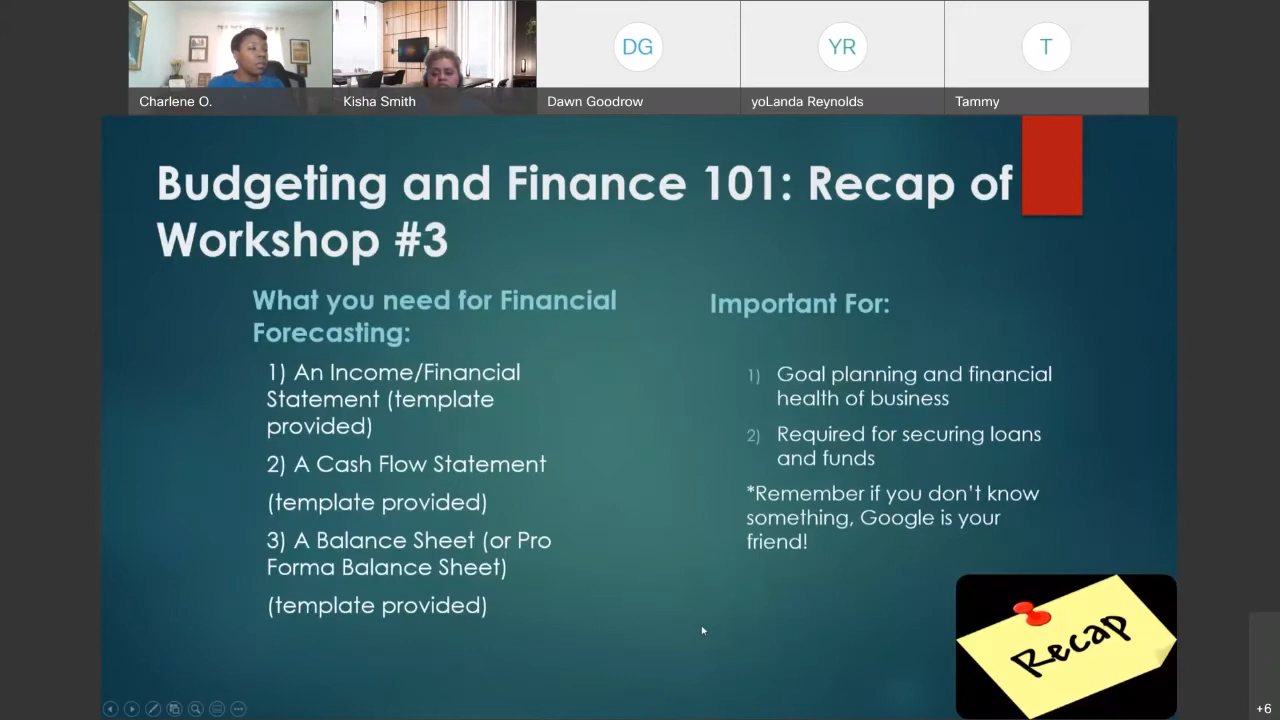 DG
YR
T
Charlene O.
Kisha Smith
Dawn Goodrow
yoLanda Reynolds
Tammy
Budgeting and Finance 101: Recap of
Workshop #3
What you need for Financial
Forecasting:
1) An Income/Financial
Statement (template
provided)
2) A Cash Flow Statement
(template provided)
3) A Balance Sheet (or Pro
Forma Balance Sheet)
(template provided)
Important For:
1) Goal planning and financial
health of business
2) Required for securing loans
and funds
*Remember if you don't know
something, Google is your
friend!
Recap
+6